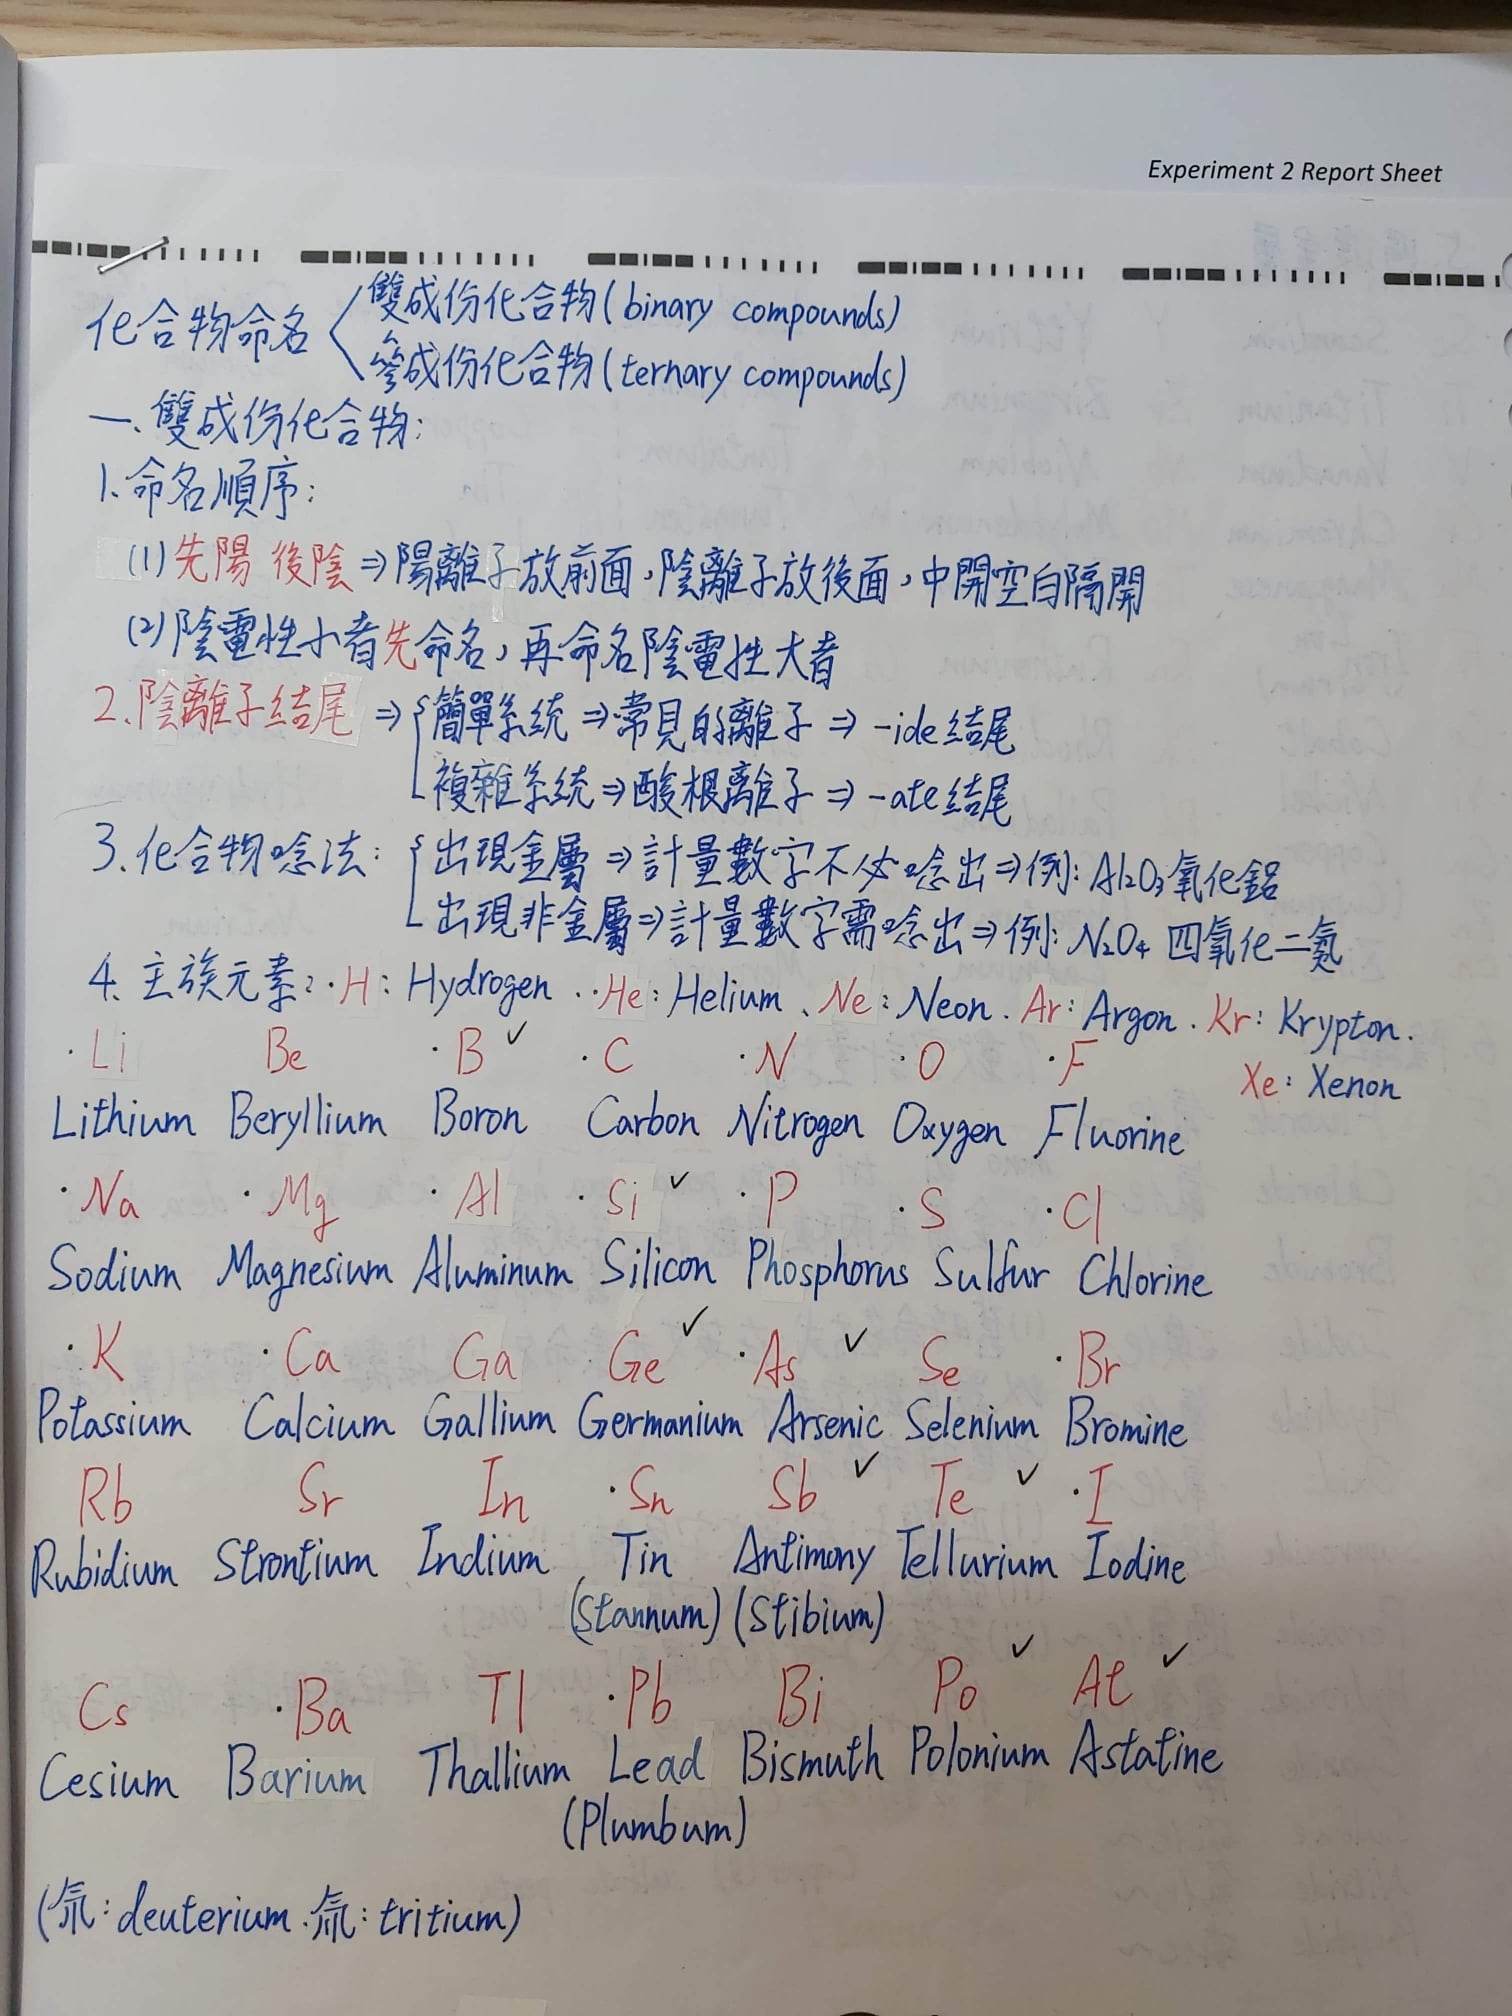 Experiment 2 Report Sheet
化合物命名 雙成份化合物(binary compounds)
參成份化合物(ternary compounds)
一、雙成份化合物:
1、命名順序:
(1)先陽 後陰⇒陽離子放前面,陰離子放後面,中間空白隔開
(2)陰電性小者先命名,再命名陰電性大者
2.陰離子結尾 ⇒ 簡單系統⇒常見的離子⇒ -ide結尾
複雜系統⇒酸根離子⇒ -ate結尾
3.化合物唸法: 出現金屬⇒計量數字不必唸出⇒例: Al2O3氧化鋁
出現非金屬⇒計量數字需唸出⇒例: N2O4 四氧化二氮
4. 主族元素: ·H: Hydrogen ··He: Helium 、Ne: Neon . Ar: Argon . Kr: Krypton.
Xe: Xenon
·Li Be ·B ✓ ·C ·N ·O ·F
Lithium Beryllium Boron Carbon Nitrogen Oxygen Fluorine
·Na ·Mg ·Al ·Si ✓ ·P ·S ·Cl
Sodium Magnesium Aluminum Silicon Phosphorus Sulfur Chlorine
·K ·Ca Ga Ge ✓ ·As ✓ Se ·Br
Potassium Calcium Gallium Germanium Arsenic Selenium Bromine
Rb Sr In ·Sn Sb ✓ Te ✓ ·I
Rubidium Strontium Indium Tin Antimony Tellurium Iodine
(Stannum) (Stibium)
Cs ·Ba Tl ·Pb Bi Po ✓ At ✓
Cesium Barium Thallium Lead Bismuth Polonium Astatine
(Plumbum)
(: deuterium . : tritium)